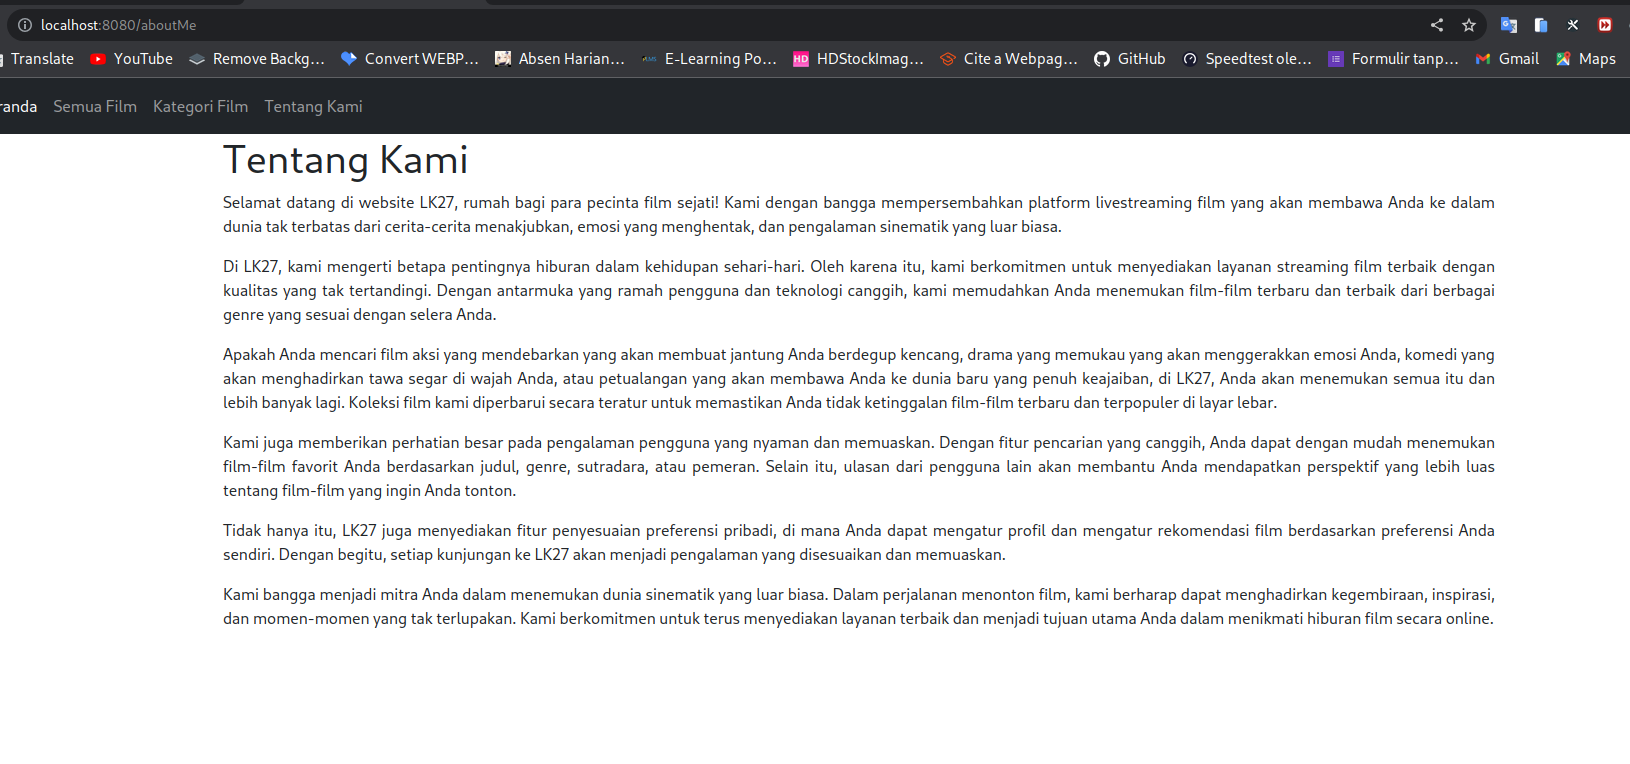 localhost:8080/aboutMe
Translate YouTube Remove Backg... Convert WEBP... Absen Harian... E-Learning Po... HD HDStockImag... Cite a Webpag... GitHub Speedtest ole... Formulir tanp... Gmail Maps
randa Semua Film Kategori Film Tentang Kami
Tentang Kami
Selamat datang di website LK27, rumah bagi para pecinta film sejati! Kami dengan bangga mempersembahkan platform livestreaming film yang akan membawa Anda ke dalam
dunia tak terbatas dari cerita-cerita menakjubkan, emosi yang menghentak, dan pengalaman sinematik yang luar biasa.
Di LK27, kami mengerti betapa pentingnya hiburan dalam kehidupan sehari-hari. Oleh karena itu, kami berkomitmen untuk menyediakan layanan streaming film terbaik dengan
kualitas yang tak tertandingi. Dengan antarmuka yang ramah pengguna dan teknologi canggih, kami memudahkan Anda menemukan film-film terbaru dan terbaik dari berbagai
genre yang sesuai dengan selera Anda.
Apakah Anda mencari film aksi yang mendebarkan yang akan membuat jantung Anda berdegup kencang, drama yang memukau yang akan menggerakkan emosi Anda, komedi yang
akan menghadirkan tawa segar di wajah Anda, atau petualangan yang akan membawa Anda ke dunia baru yang penuh keajaiban, di LK27, Anda akan menemukan semua itu dan
lebih banyak lagi. Koleksi film kami diperbarui secara teratur untuk memastikan Anda tidak ketinggalan film-film terbaru dan terpopuler di layar lebar.
Kami juga memberikan perhatian besar pada pengalaman pengguna yang nyaman dan memuaskan. Dengan fitur pencarian yang canggih, Anda dapat dengan mudah menemukan
film-film favorit Anda berdasarkan judul, genre, sutradara, atau pemeran. Selain itu, ulasan dari pengguna lain akan membantu Anda mendapatkan perspektif yang lebih luas
tentang film-film yang ingin Anda tonton.
Tidak hanya itu, LK27 juga menyediakan fitur penyesuaian preferensi pribadi, di mana Anda dapat mengatur profil dan mengatur rekomendasi film berdasarkan preferensi Anda
sendiri. Dengan begitu, setiap kunjungan ke LK27 akan menjadi pengalaman yang disesuaikan dan memuaskan.
Kami bangga menjadi mitra Anda dalam menemukan dunia sinematik yang luar biasa. Dalam perjalanan menonton film, kami berharap dapat menghadirkan kegembiraan, inspirasi,
dan momen-momen yang tak terlupakan. Kami berkomitmen untuk terus menyediakan layanan terbaik dan menjadi tujuan utama Anda dalam menikmati hiburan film secara online.